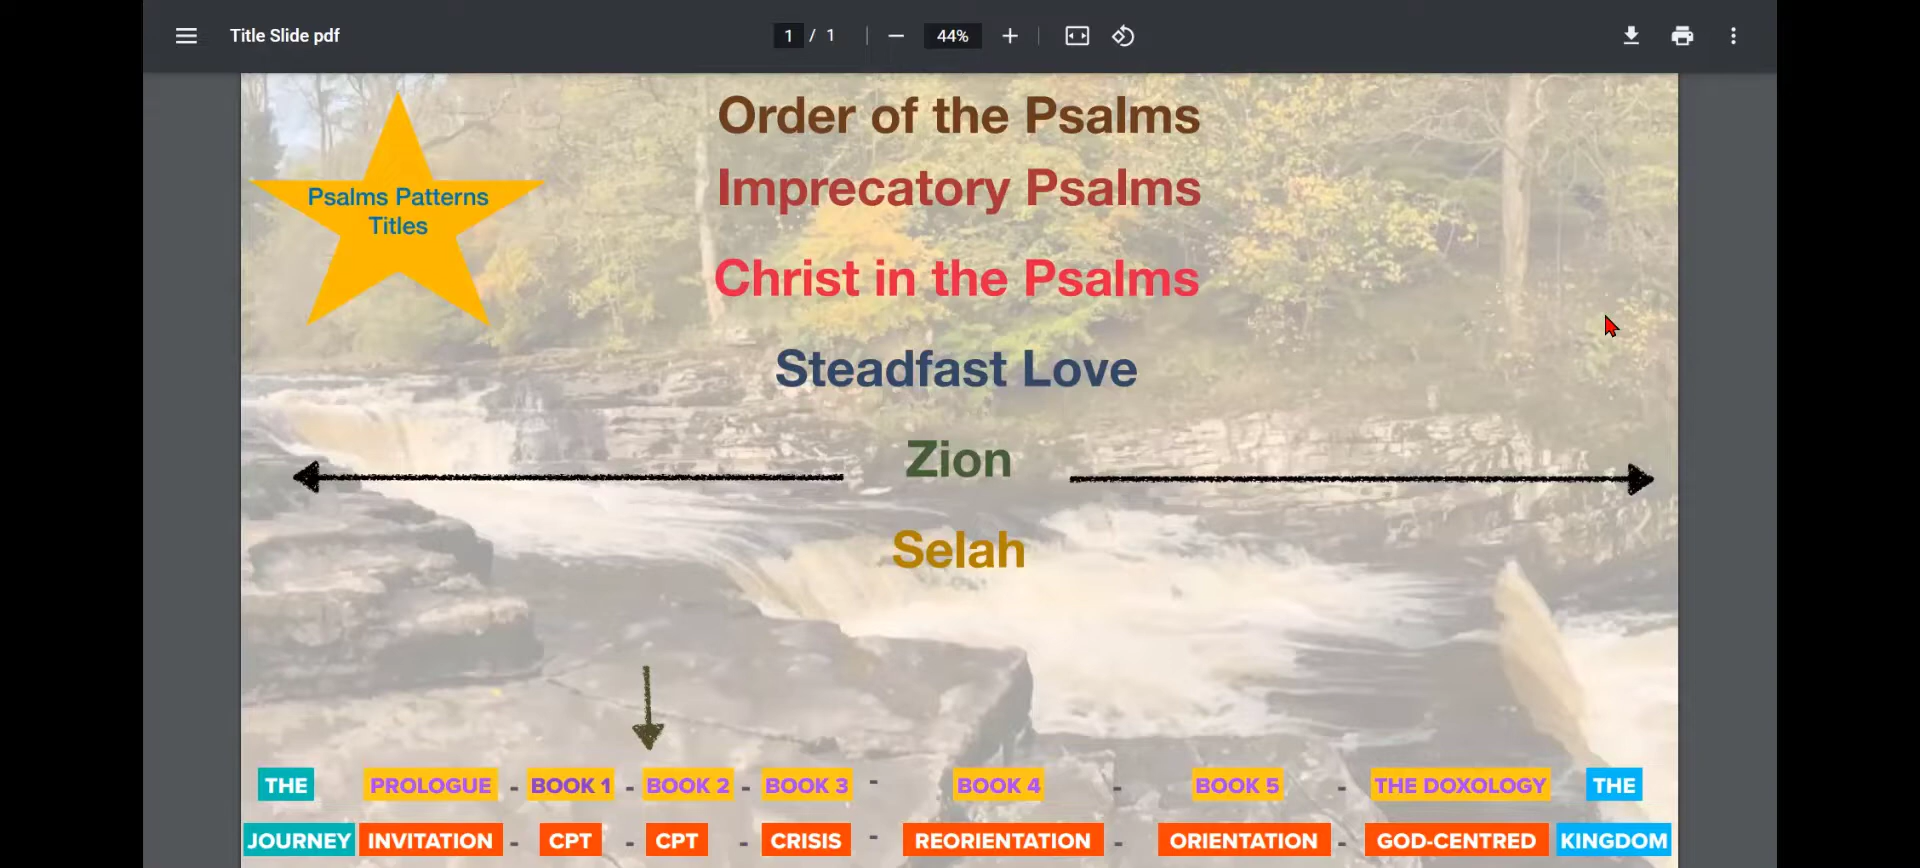 Title Slide pdf
1 / 1
44%
Order of the Psalms
Imprecatory Psalms
Psalms Patterns
Titles
Christ in the Psalms
Steadfast Love
Zion
Selah
THE PROLOGUE - BOOK 1 - BOOK 2 - BOOK 3 - BOOK 4 - BOOK 5 - THE DOXOLOGY THE
JOURNEY INVITATION - CPT - CPT - CRISIS - REORIENTATION - ORIENTATION - GOD-CENTRED KINGDOM